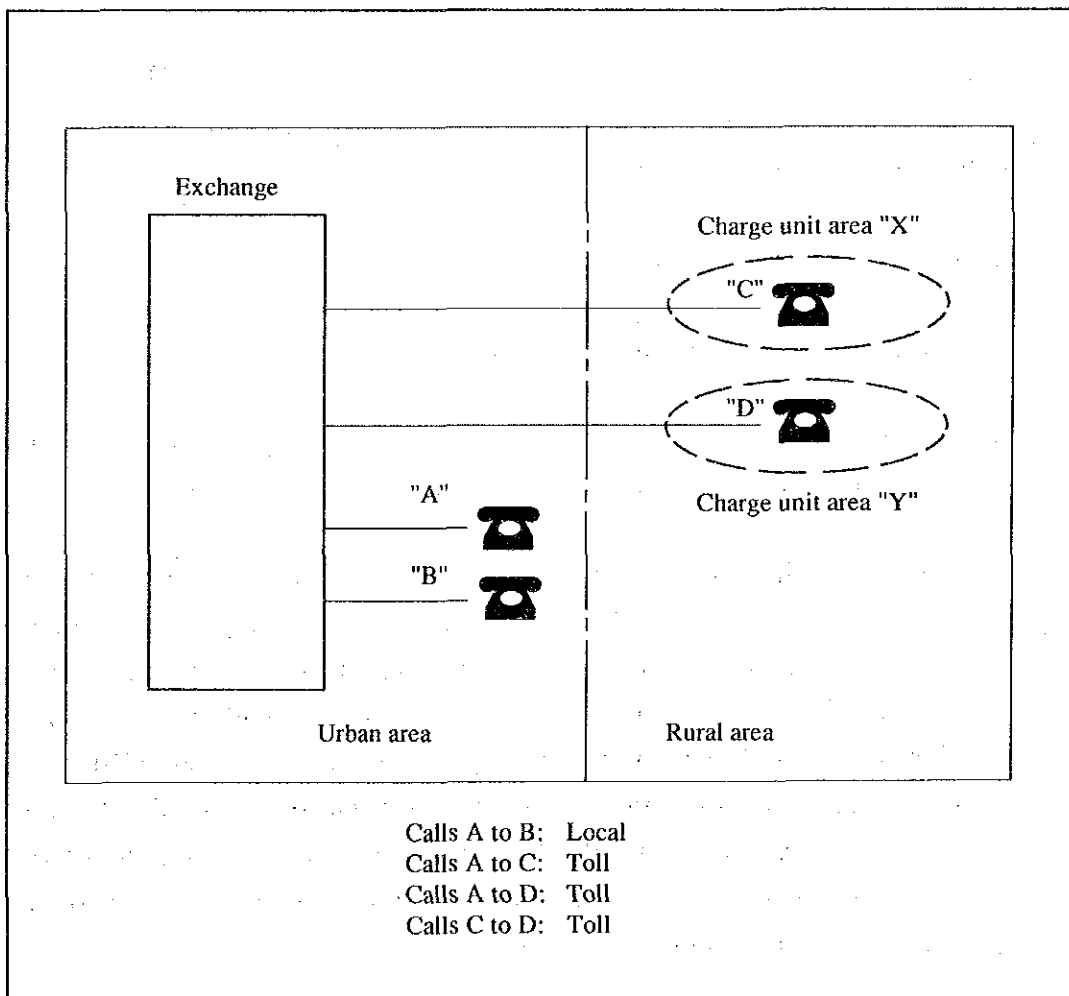 Exchange
Charge unit area "X"
"C"
"D"
Charge unit area "Y"
"A"
"B"
Urban area
Rural area
Calls A to B: Local
Calls A to C: Toll
Calls A to D: Toll
Calls C to D: Toll